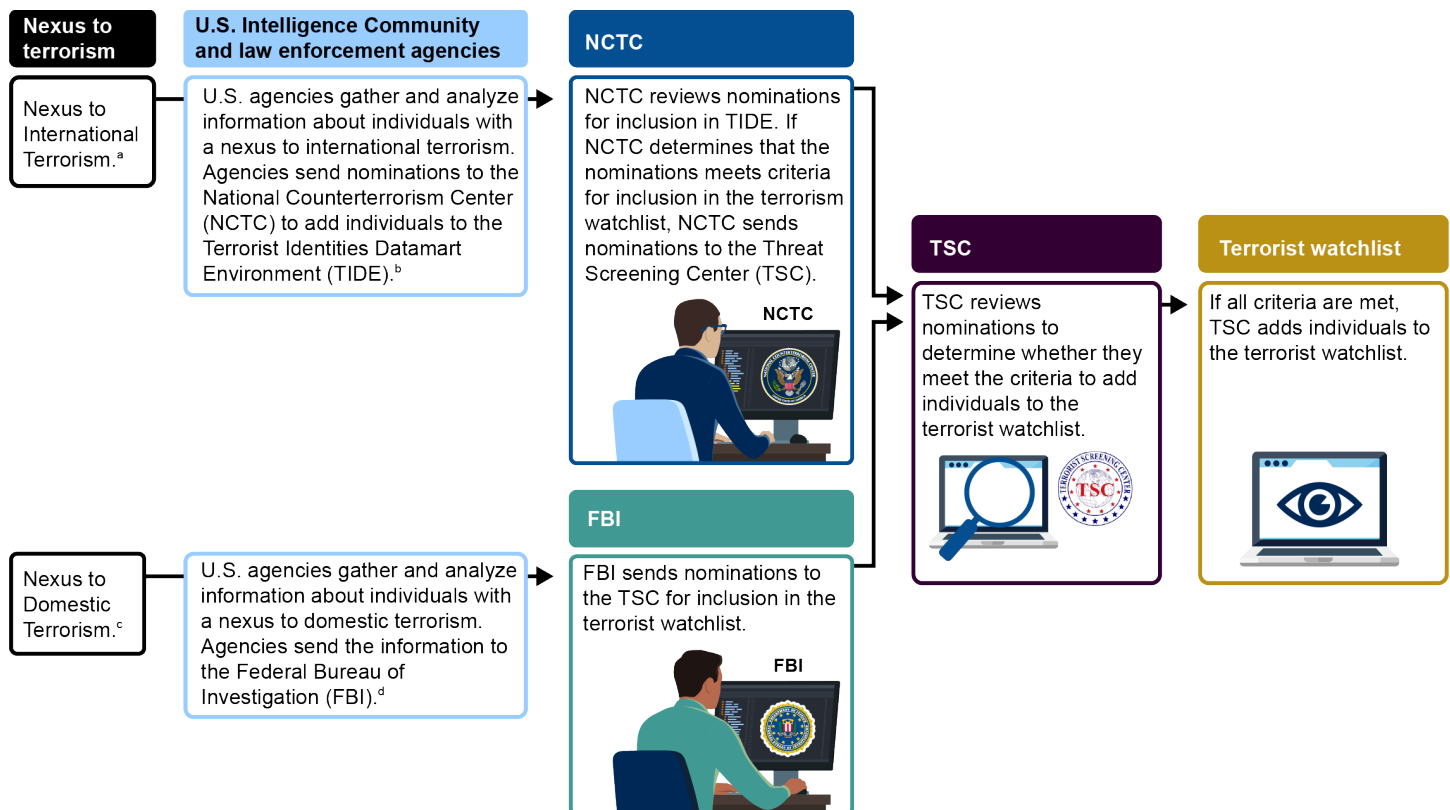 Nexus to
terrorism
U.S. Intelligence Community
and law enforcement agencies
NCTC
Nexus to
International
Terrorism.ᵃ
U.S. agencies gather and analyze
information about individuals with
a nexus to international terrorism.
Agencies send nominations to the
National Counterterrorism Center
(NCTC) to add individuals to the
Terrorist Identities Datamart
Environment (TIDE).ᵇ
NCTC reviews nominations
for inclusion in TIDE. If
NCTC determines that the
nominations meets criteria
for inclusion in the terrorism
watchlist, NCTC sends
nominations to the Threat
Screening Center (TSC).
NCTC
TSC
TSC reviews
nominations to
determine whether they
meet the criteria to add
individuals to the
terrorist watchlist.
TERRORIST SCREENING CENTER
TSC
Terrorist watchlist
If all criteria are met,
TSC adds individuals to
the terrorist watchlist.
Nexus to
Domestic
Terrorism.ᶜ
U.S. agencies gather and analyze
information about individuals with
a nexus to domestic terrorism.
Agencies send the information to
the Federal Bureau of
Investigation (FBI).ᵈ
FBI
FBI sends nominations to
the TSC for inclusion in the
terrorist watchlist.
FBI